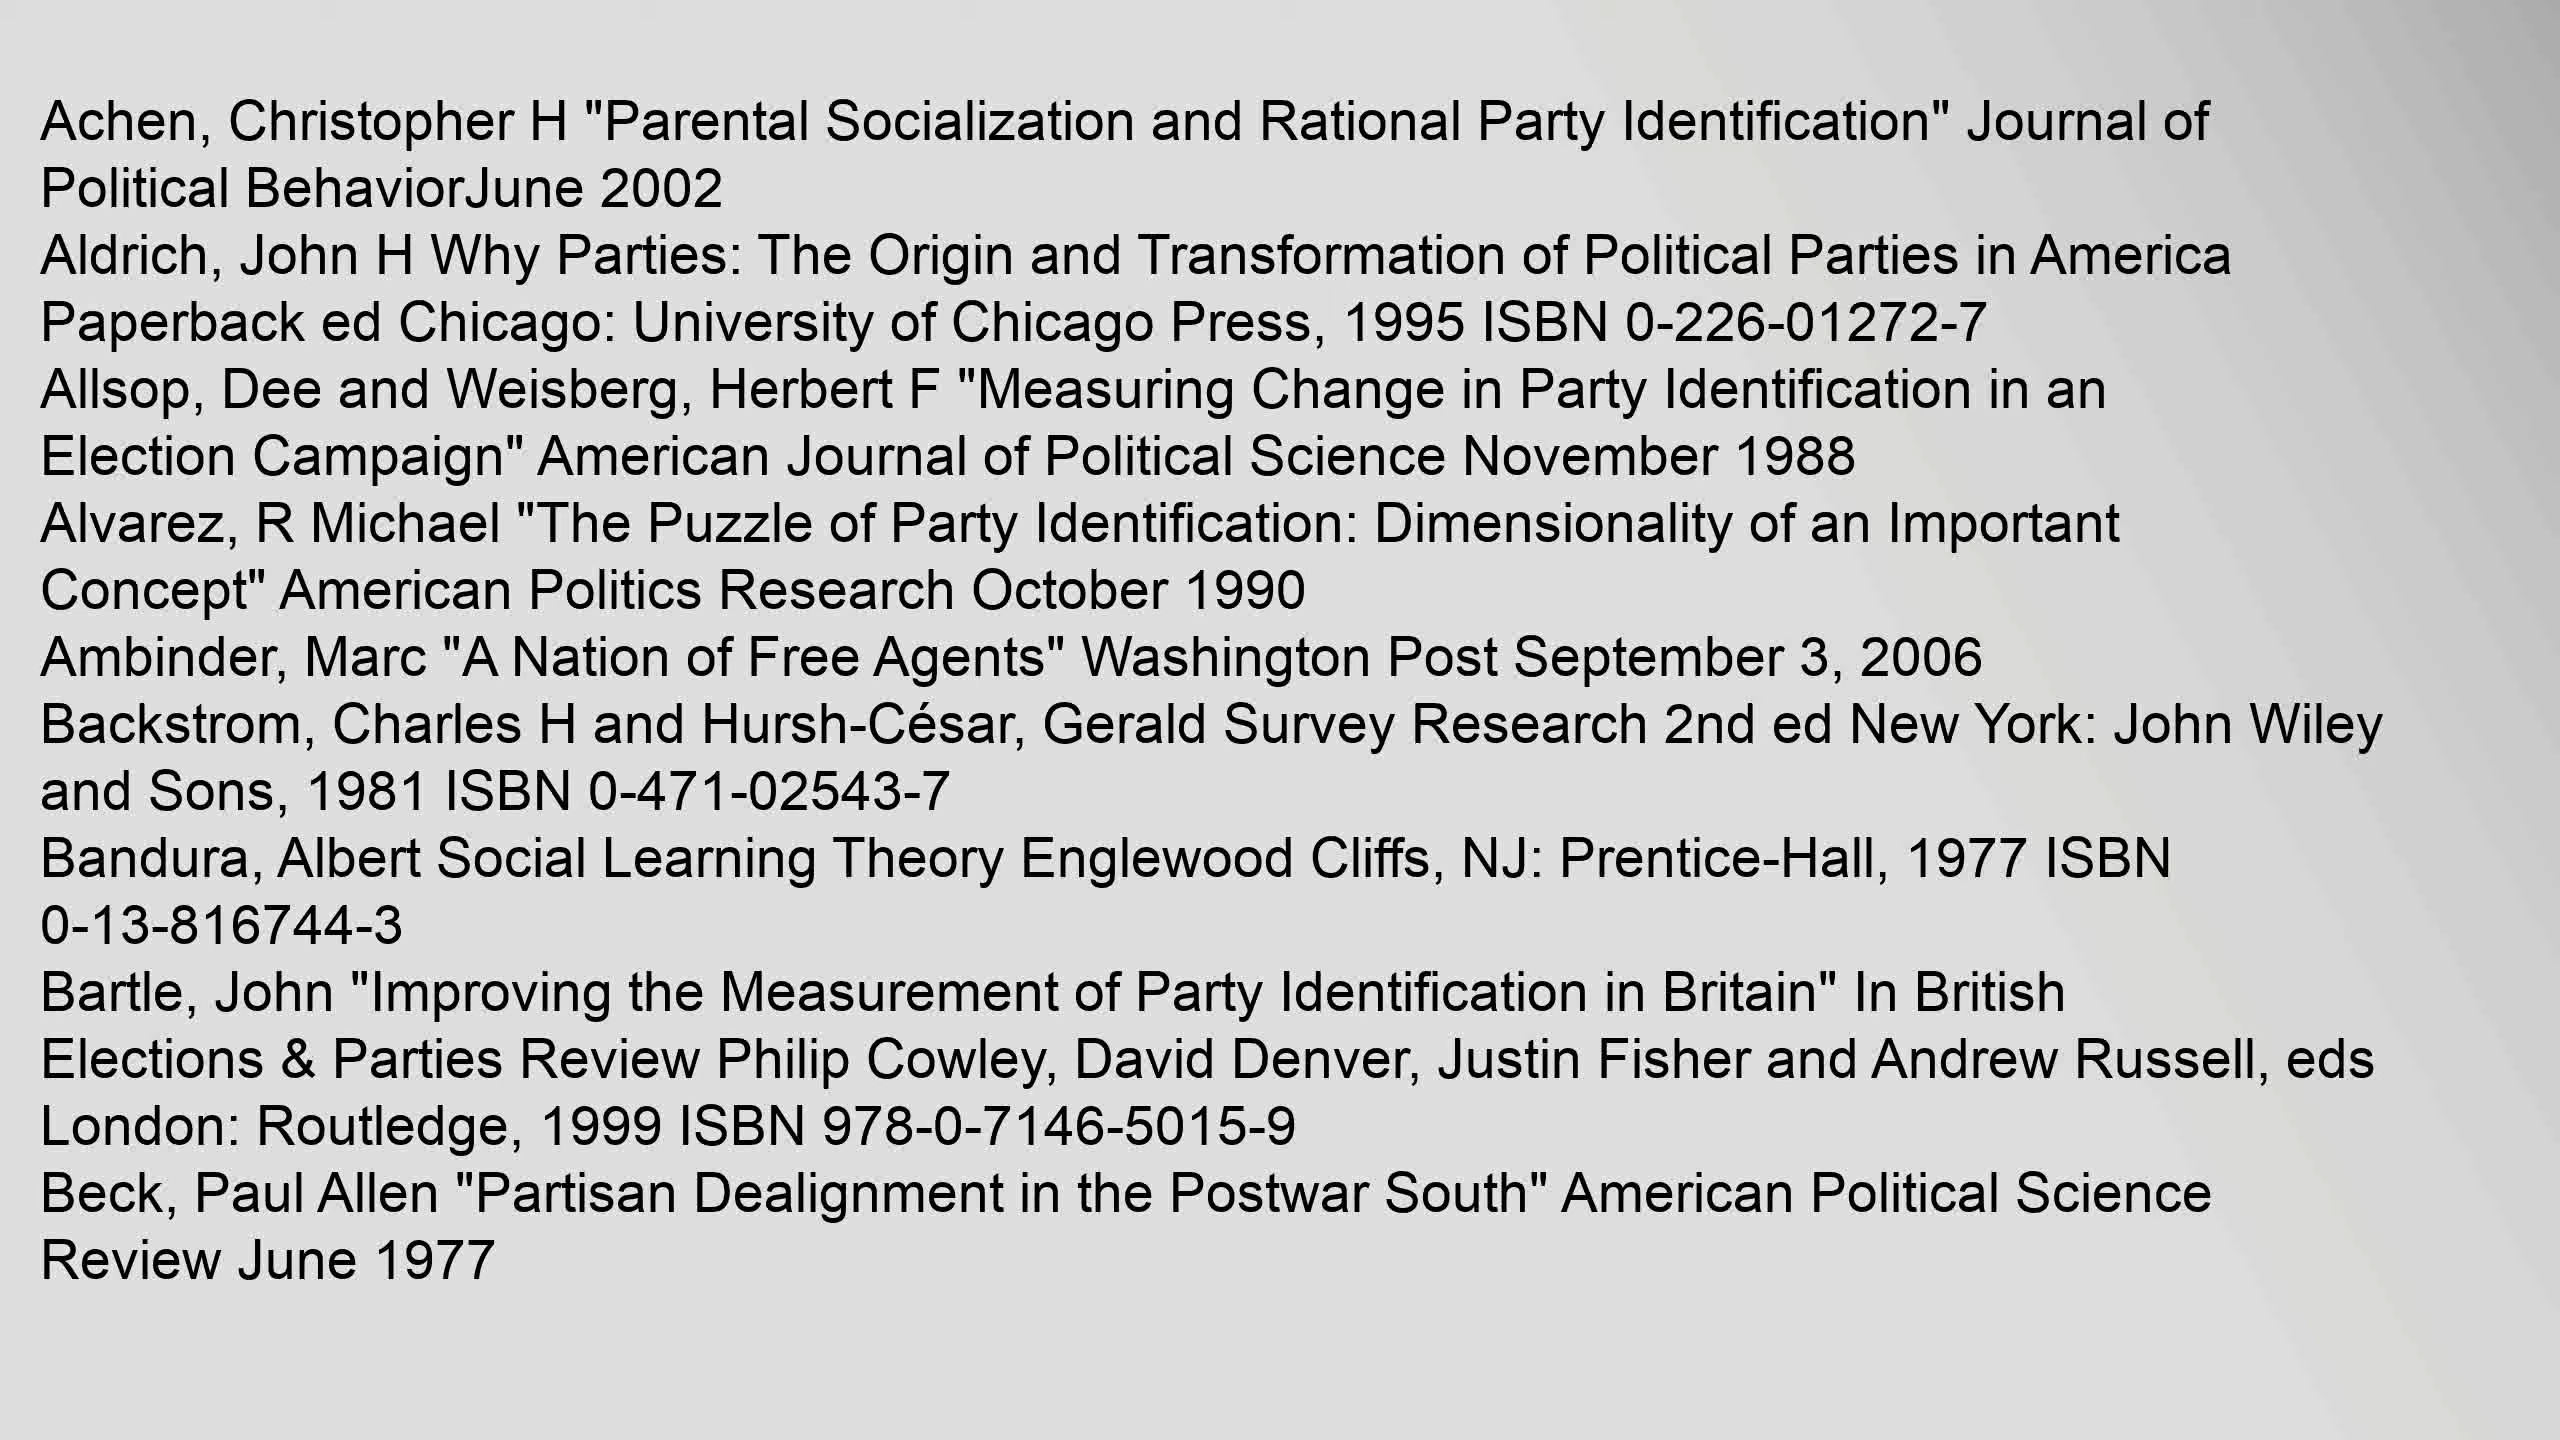 Achen, Christopher H "Parental Socialization and Rational Party Identification" Journal of
Political BehaviorJune 2002
Aldrich, John H Why Parties: The Origin and Transformation of Political Parties in America
Paperback ed Chicago: University of Chicago Press, 1995 ISBN 0-226-01272-7
Allsop, Dee and Weisberg, Herbert F "Measuring Change in Party Identification in an
Election Campaign" American Journal of Political Science November 1988
Alvarez, R Michael "The Puzzle of Party Identification: Dimensionality of an Important
Concept" American Politics Research October 1990
Ambinder, Marc "A Nation of Free Agents" Washington Post September 3, 2006
Backstrom, Charles H and Hursh-César, Gerald Survey Research 2nd ed New York: John Wiley
and Sons, 1981 ISBN 0-471-02543-7
Bandura, Albert Social Learning Theory Englewood Cliffs, NJ: Prentice-Hall, 1977 ISBN
0-13-816744-3
Bartle, John "Improving the Measurement of Party Identification in Britain" In British
Elections & Parties Review Philip Cowley, David Denver, Justin Fisher and Andrew Russell, eds
London: Routledge, 1999 ISBN 978-0-7146-5015-9
Beck, Paul Allen "Partisan Dealignment in the Postwar South" American Political Science
Review June 1977